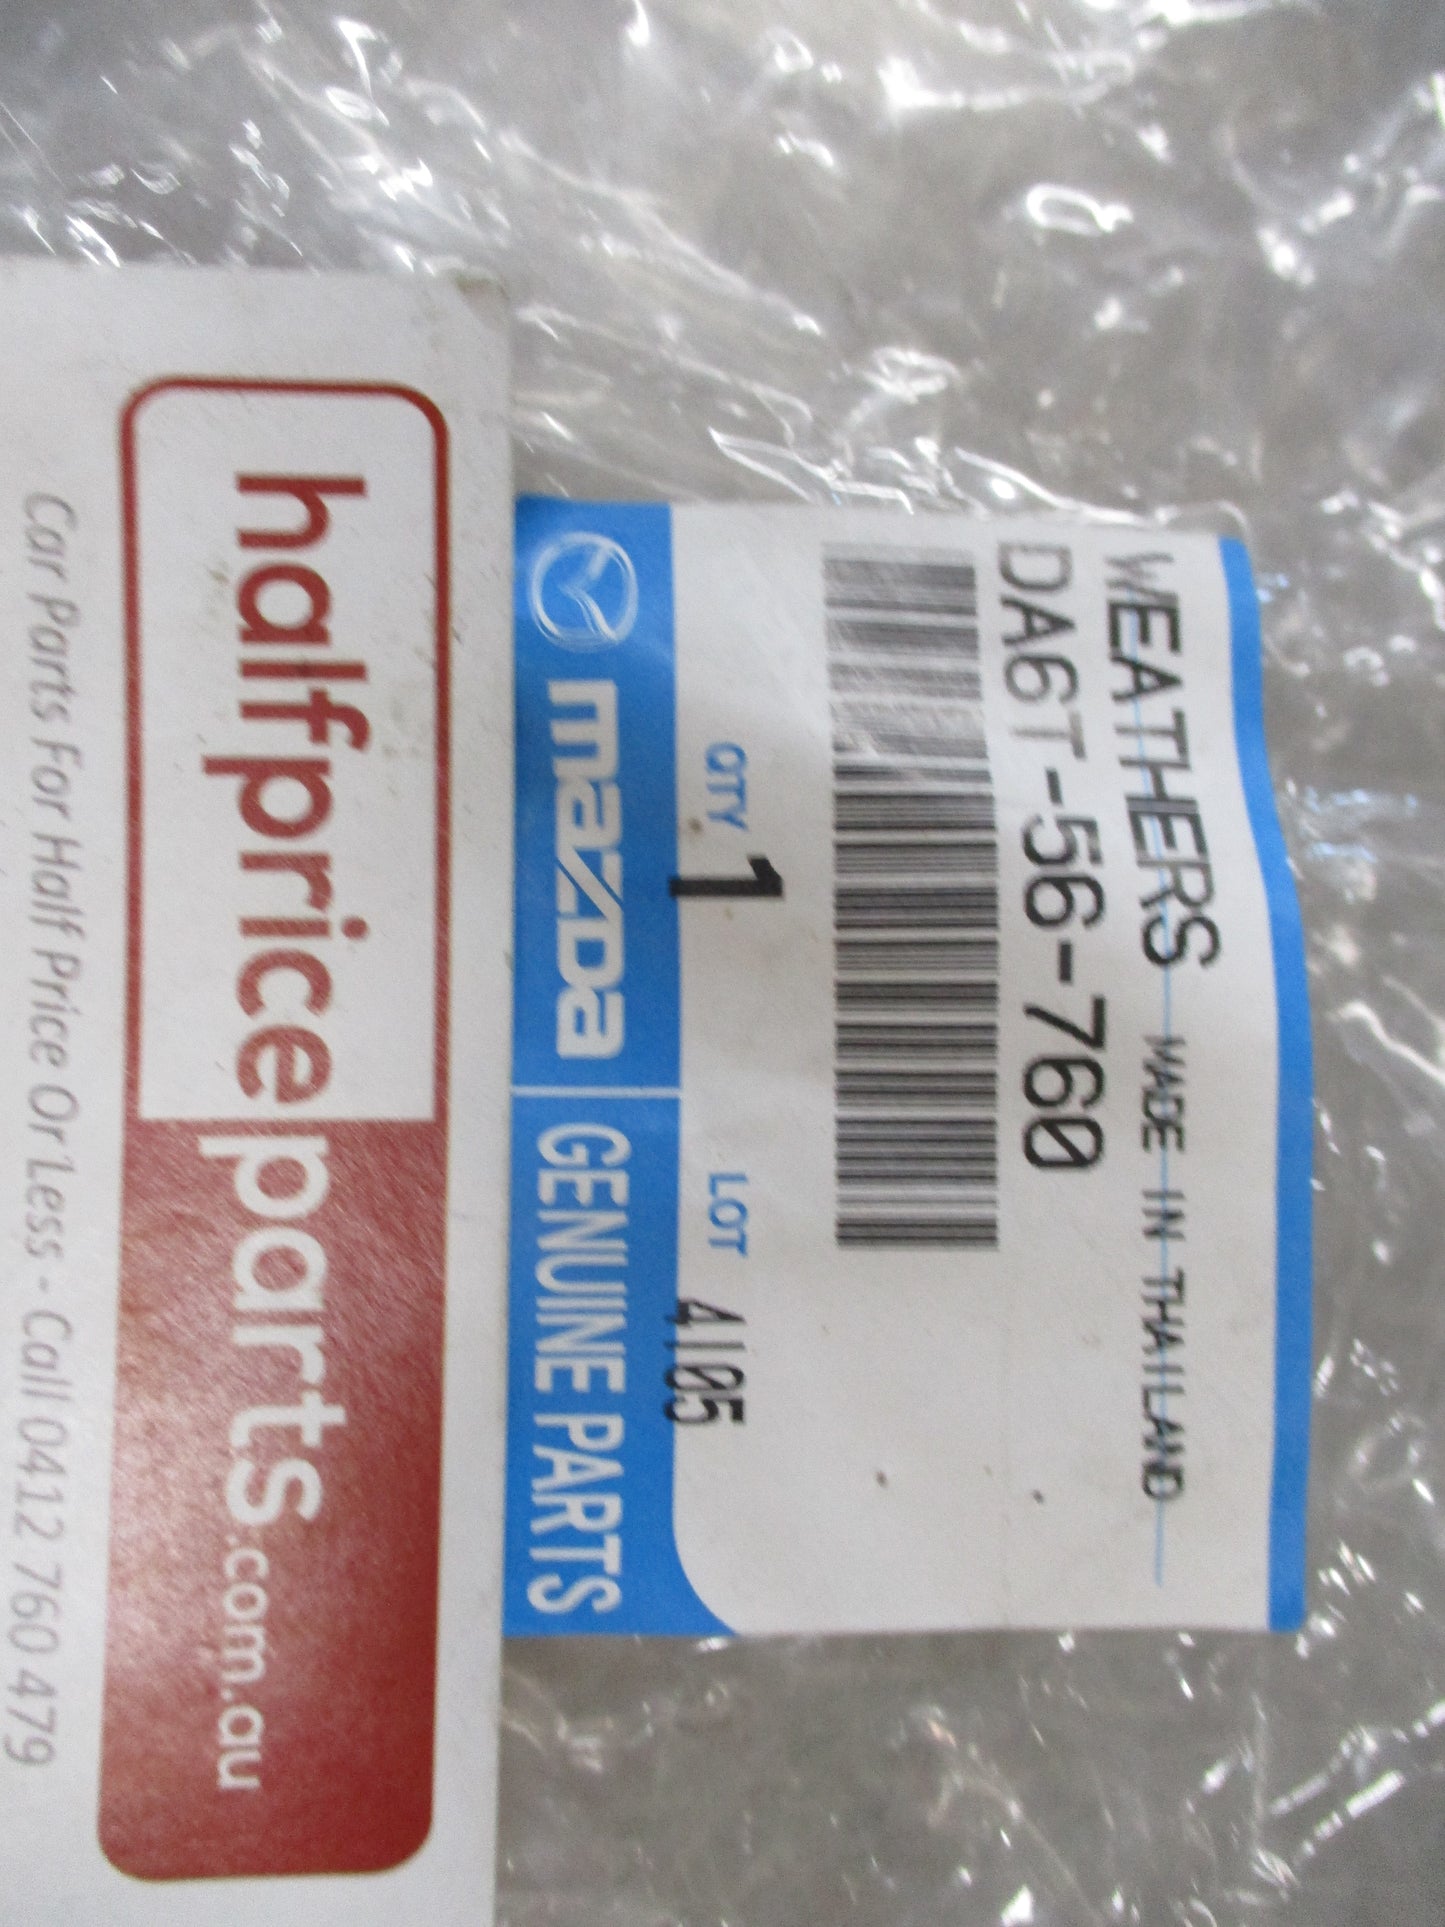 WEATHERS MADE IN THAILAND
DA6T-56-760
QTY 1 LOT 4105
mazda GENUINE PARTS
halfpriceparts.com.au
Car Parts For Half Price Or Less - Call 0412 760 479